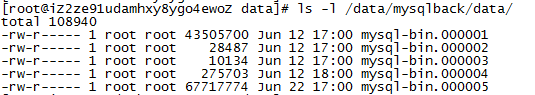 [root@iz2ze91udamhxy8ygo4ewoz data]# ls -l /data/mysqlback/data/
total 108940
-rw-r----- 1 root root 43505700 Jun 12 17:00 mysql-bin.000001
-rw-r----- 1 root root 28487 Jun 12 17:00 mysql-bin.000002
-rw-r----- 1 root root 10134 Jun 12 17:00 mysql-bin.000003
-rw-r----- 1 root root 275703 Jun 12 18:00 mysql-bin.000004
-rw-r----- 1 root root 67717774 Jun 22 17:00 mysql-bin.000005